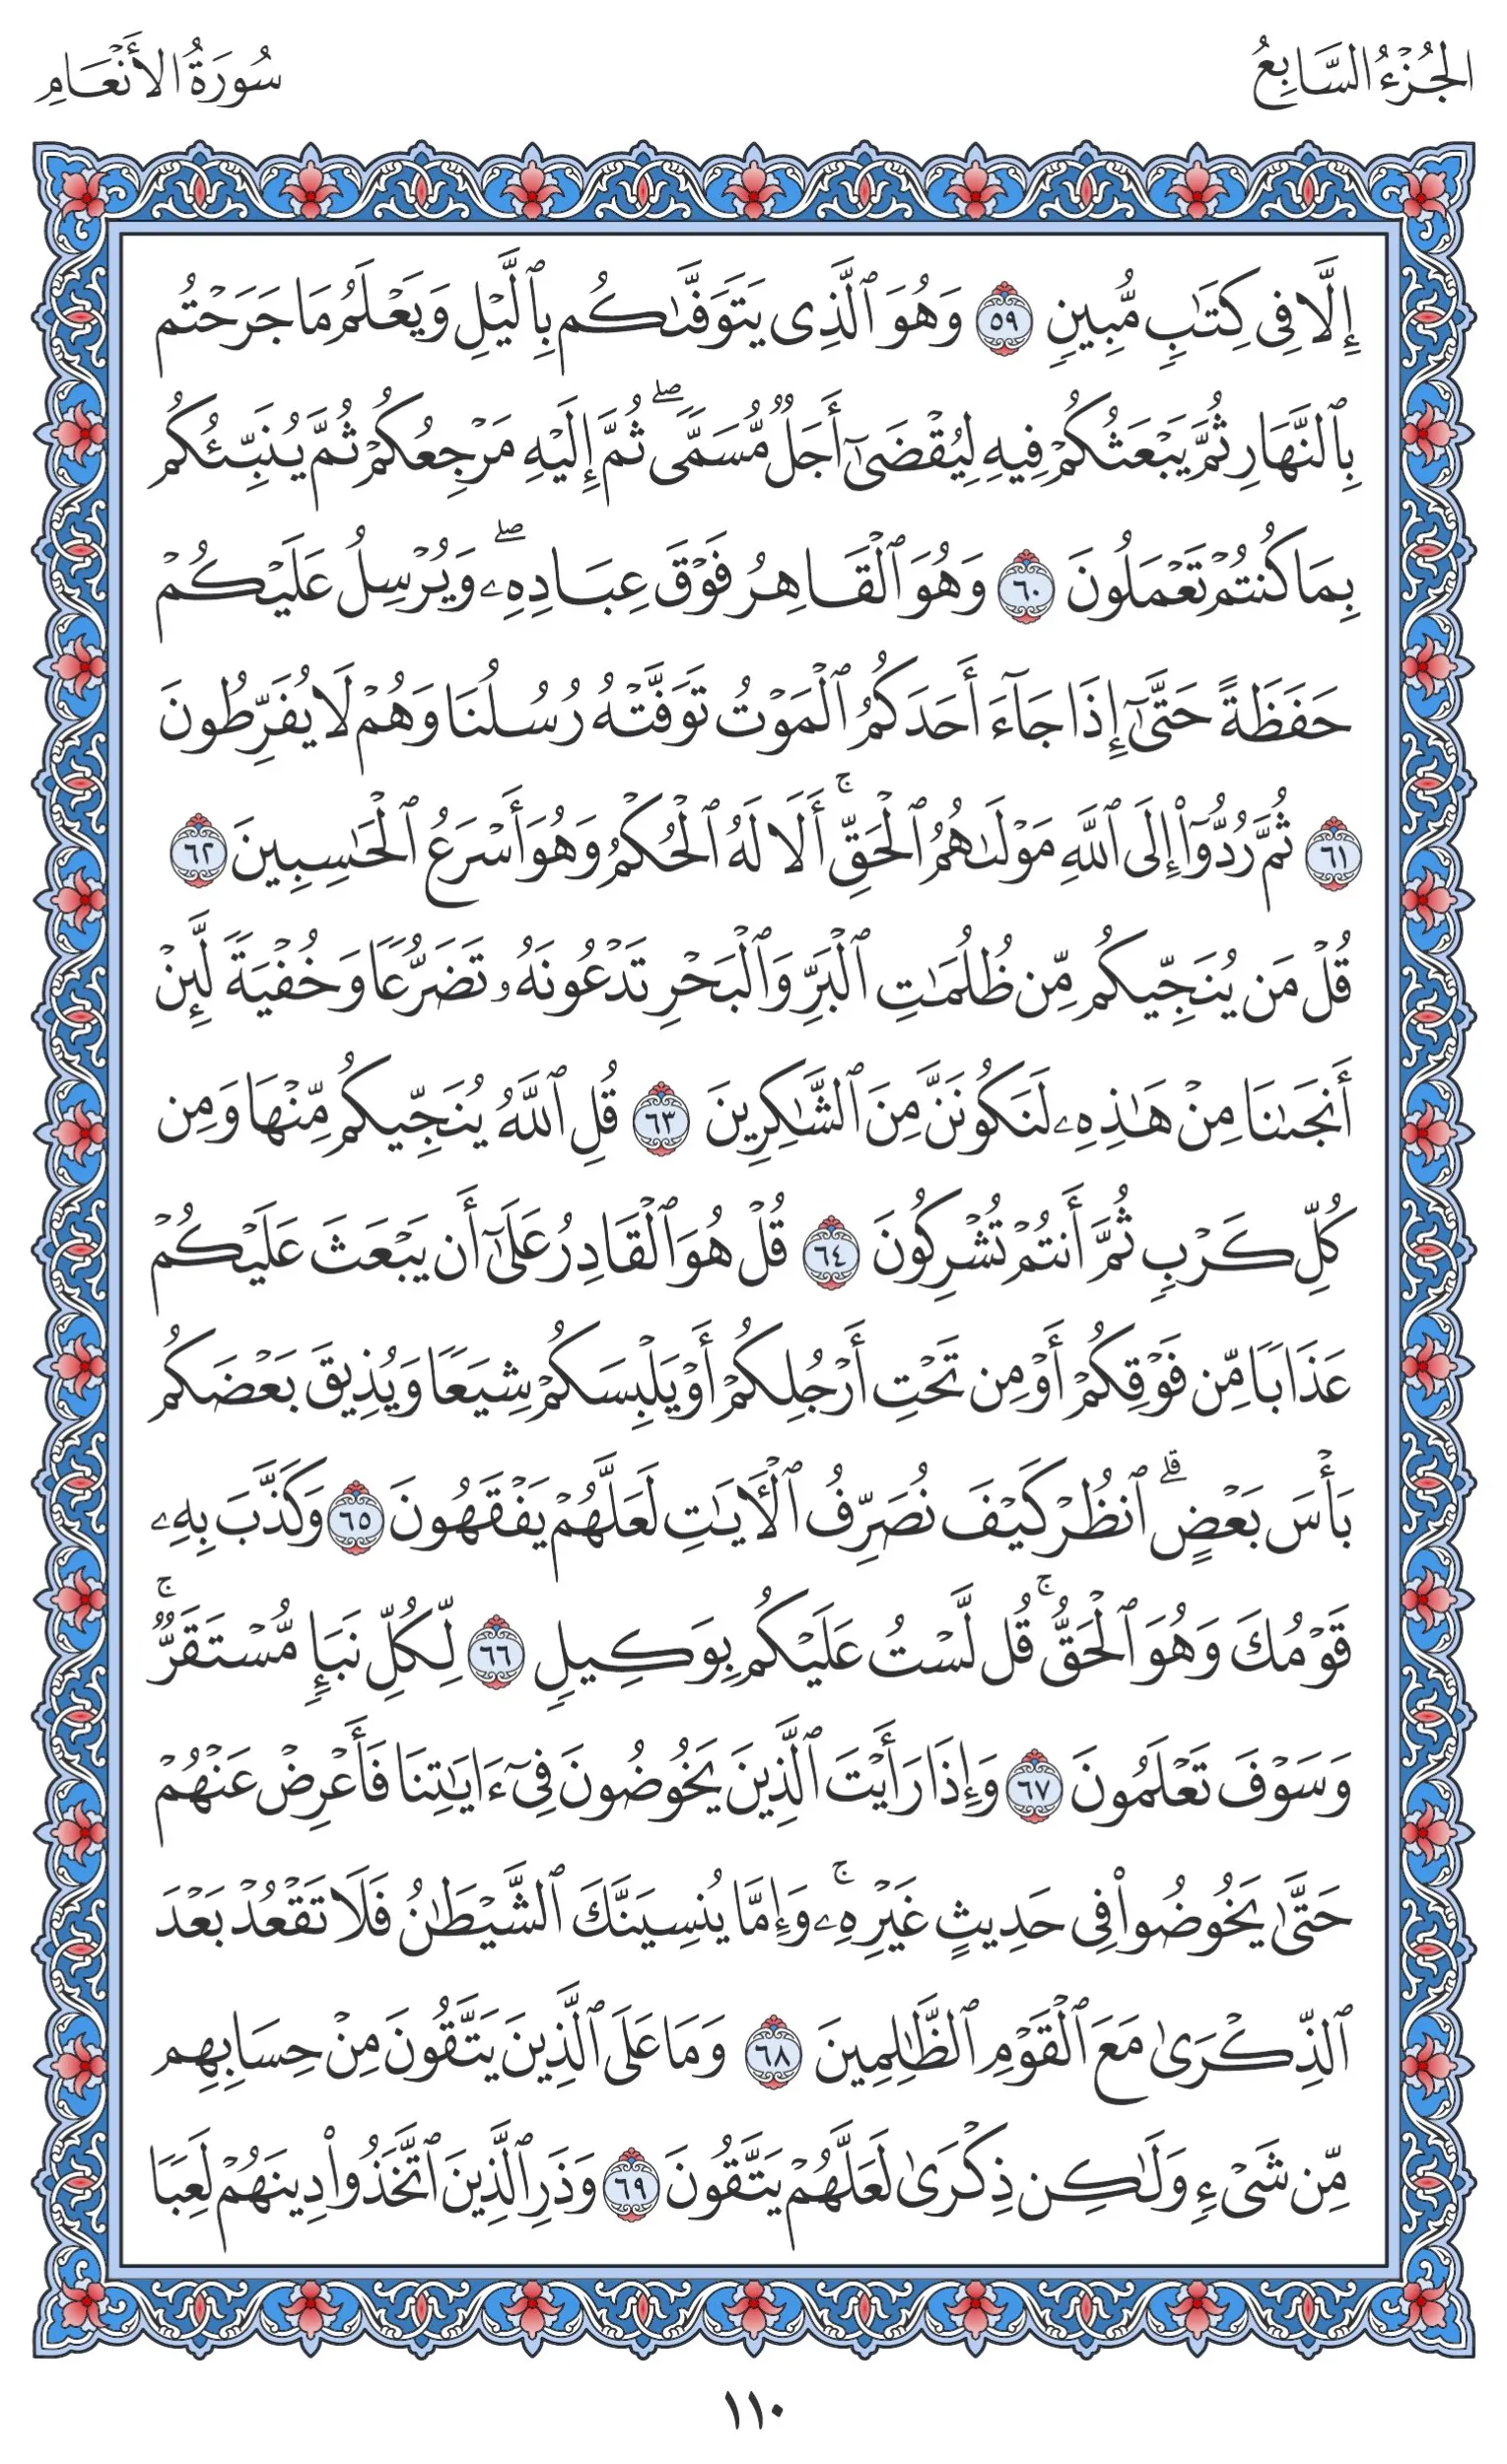 الجُزْءُ السَّابِعُ
سُورَةُ الأَنْعَامِ
إِلَّا فِى كِتَٰبٍ مُّبِينٍ ٥٩ وَهُوَ ٱلَّذِى يَتَوَفَّىٰكُم بِٱلَّيْلِ وَيَعْلَمُ مَا جَرَحْتُم
بِٱلنَّهَارِ ثُمَّ يَبْعَثُكُمْ فِيهِ لِيُقْضَىٰٓ أَجَلٌ مُّسَمًّى ۖ ثُمَّ إِلَيْهِ مَرْجِعُكُمْ ثُمَّ يُنَبِّئُكُم
بِمَا كُنتُمْ تَعْمَلُونَ ٦٠ وَهُوَ ٱلْقَاهِرُ فَوْقَ عِبَادِهِۦ ۖ وَيُرْسِلُ عَلَيْكُمْ
حَفَظَةً حَتَّىٰٓ إِذَا جَآءَ أَحَدَكُمُ ٱلْمَوْتُ تَوَفَّتْهُ رُسُلُنَا وَهُمْ لَا يُفَرِّطُونَ
٦١ ثُمَّ رُدُّوٓا۟ إِلَى ٱللَّهِ مَوْلَىٰهُمُ ٱلْحَقِّ ۚ أَلَا لَهُ ٱلْحُكْمُ وَهُوَ أَسْرَعُ ٱلْحَٰسِبِينَ ٦٢
قُلْ مَن يُنَجِّيكُم مِّن ظُلُمَٰتِ ٱلْبَرِّ وَٱلْبَحْرِ تَدْعُونَهُۥ تَضَرُّعًا وَخُفْيَةً لَّئِنْ
أَنجَىٰنَا مِنْ هَٰذِهِۦ لَنَكُونَنَّ مِنَ ٱلشَّٰكِرِينَ ٦٣ قُلِ ٱللَّهُ يُنَجِّيكُم مِّنْهَا وَمِن
كُلِّ كَرْبٍ ثُمَّ أَنتُمْ تُشْرِكُونَ ٦٤ قُلْ هُوَ ٱلْقَادِرُ عَلَىٰٓ أَن يَبْعَثَ عَلَيْكُمْ
عَذَابًا مِّن فَوْقِكُمْ أَوْ مِن تَحْتِ أَرْجُلِكُمْ أَوْ يَلْبِسَكُمْ شِيَعًا وَيُذِيقَ بَعْضَكُم
بَأْسَ بَعْضٍ ۗ ٱنظُرْ كَيْفَ نُصَرِّفُ ٱلْـَٔايَٰتِ لَعَلَّهُمْ يَفْقَهُونَ ٦٥ وَكَذَّبَ بِهِۦ
قَوْمُكَ وَهُوَ ٱلْحَقُّ ۚ قُل لَّسْتُ عَلَيْكُم بِوَكِيلٍ ٦٦ لِّكُلِّ نَبَإٍ مُّسْتَقَرٌّ ۚ
وَسَوْفَ تَعْلَمُونَ ٦٧ وَإِذَا رَأَيْتَ ٱلَّذِينَ يَخُوضُونَ فِىٓ ءَايَٰتِنَا فَأَعْرِضْ عَنْهُمْ
حَتَّىٰ يَخُوضُوا۟ فِى حَدِيثٍ غَيْرِهِۦ ۚ وَإِمَّا يُنسِيَنَّكَ ٱلشَّيْطَٰنُ فَلَا تَقْعُدْ بَعْدَ
ٱلذِّكْرَىٰ مَعَ ٱلْقَوْمِ ٱلظَّٰلِمِينَ ٦٨ وَمَا عَلَى ٱلَّذِينَ يَتَّقُونَ مِنْ حِسَابِهِم
مِّن شَىْءٍ وَلَٰكِن ذِكْرَىٰ لَعَلَّهُمْ يَتَّقُونَ ٦٩ وَذَرِ ٱلَّذِينَ ٱتَّخَذُوا۟ دِينَهُمْ لَعِبًا
١١٠